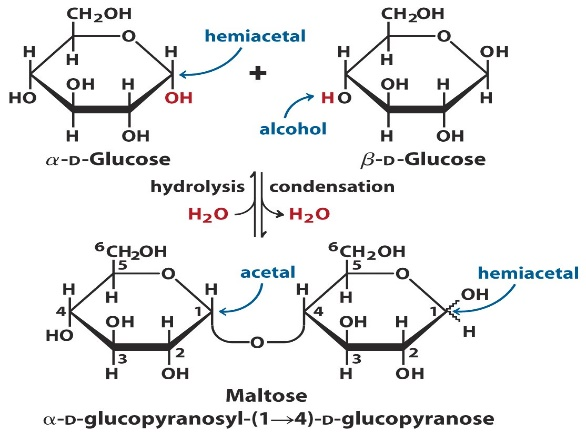 CH₂OH CH₂OH
H O H hemiacetal H O OH
H H
OH H + OH H
HO OH HO H
H OH alcohol H OH
α-D-Glucose β-D-Glucose
hydrolysis condensation
H₂O H₂O
⁶CH₂OH ⁶CH₂OH
5 O acetal 5 O hemiacetal
H H H H OH
4 H 1 4 H 1
OH H OH H H
HO O
3 2 3 2
H OH H OH
Maltose
α-D-glucopyranosyl-(1→4)-D-glucopyranose